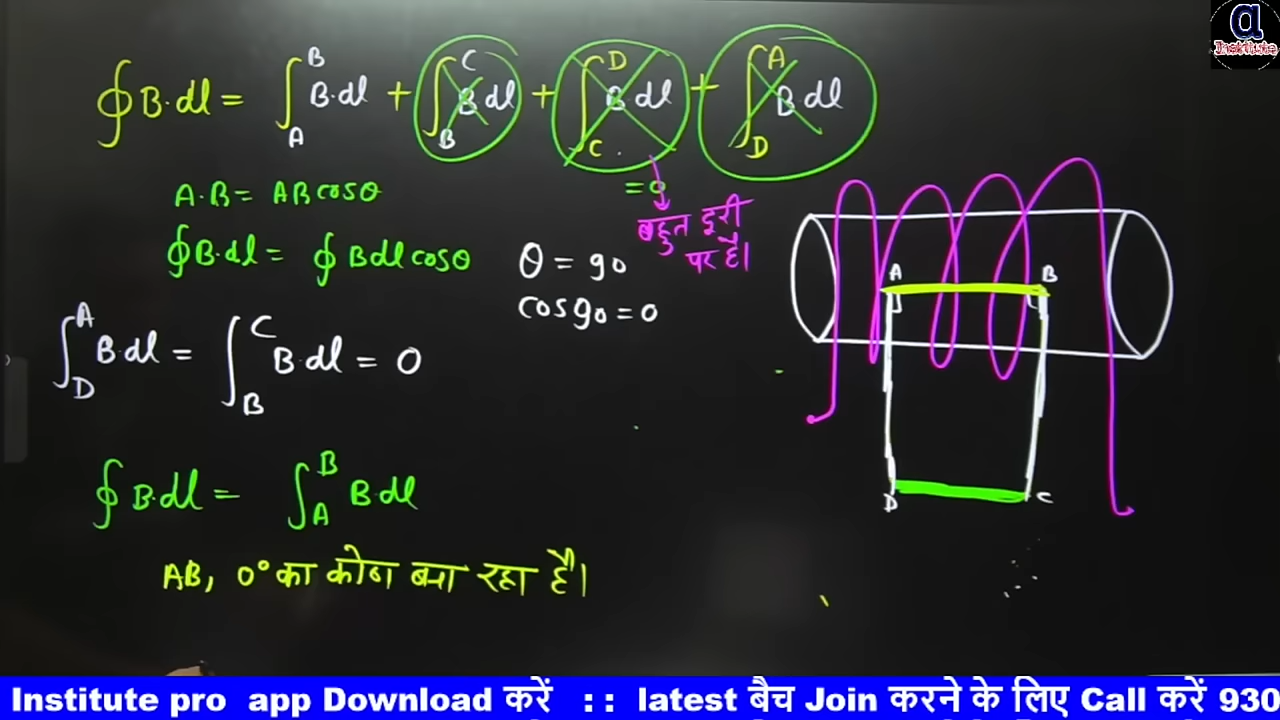 a
Institute
∮ B·dl = ∫_A^B B·dl + ∫_B^C B dl + ∫_C^D B dl + ∫_D^A B dl
A·B = AB cosθ
= 0
बहुत दूरी
पर है।
∮ B·dl = ∮ B dl cosθ
θ = 90
cos90 = 0
∫_D^A B·dl = ∫_B^C B·dl = 0
∮ B·dl = ∫_A^B B·dl
AB, 0° का कोण बना रहा है।
A B
D C
Institute pro app Download करें :: latest बैच Join करने के लिए Call करें 930